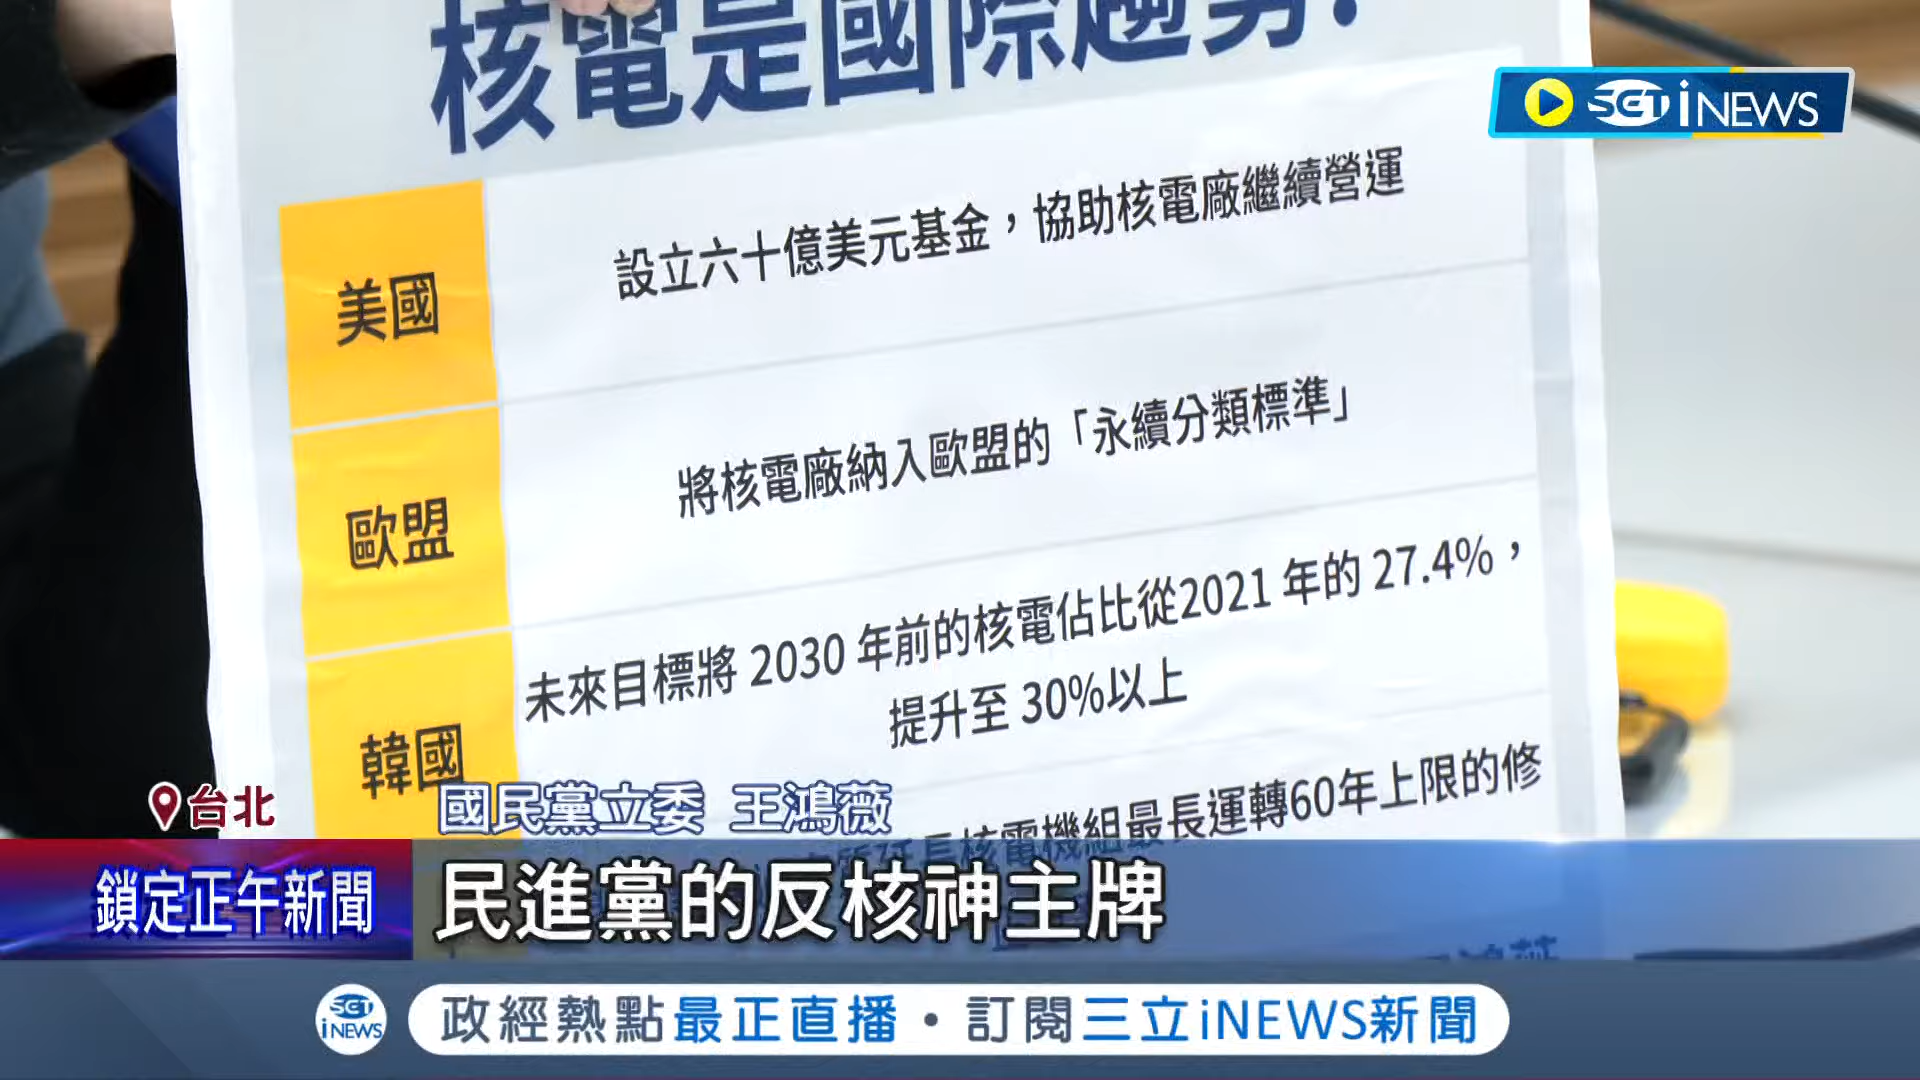 核電是國際趨勢!
SET iNEWS
美國
設立六十億美元基金，協助核電廠繼續營運
歐盟
將核電廠納入歐盟的「永續分類標準」
韓國
未來目標將 2030 年前的核電佔比從2021 年的 27.4%，
提升至 30%以上
延長核電機組最長運轉60年上限的修
台北
國民黨立委 王鴻薇
鎖定正午新聞
民進黨的反核神主牌
SET iNEWS
政經熱點最正直播・訂閱三立iNEWS新聞